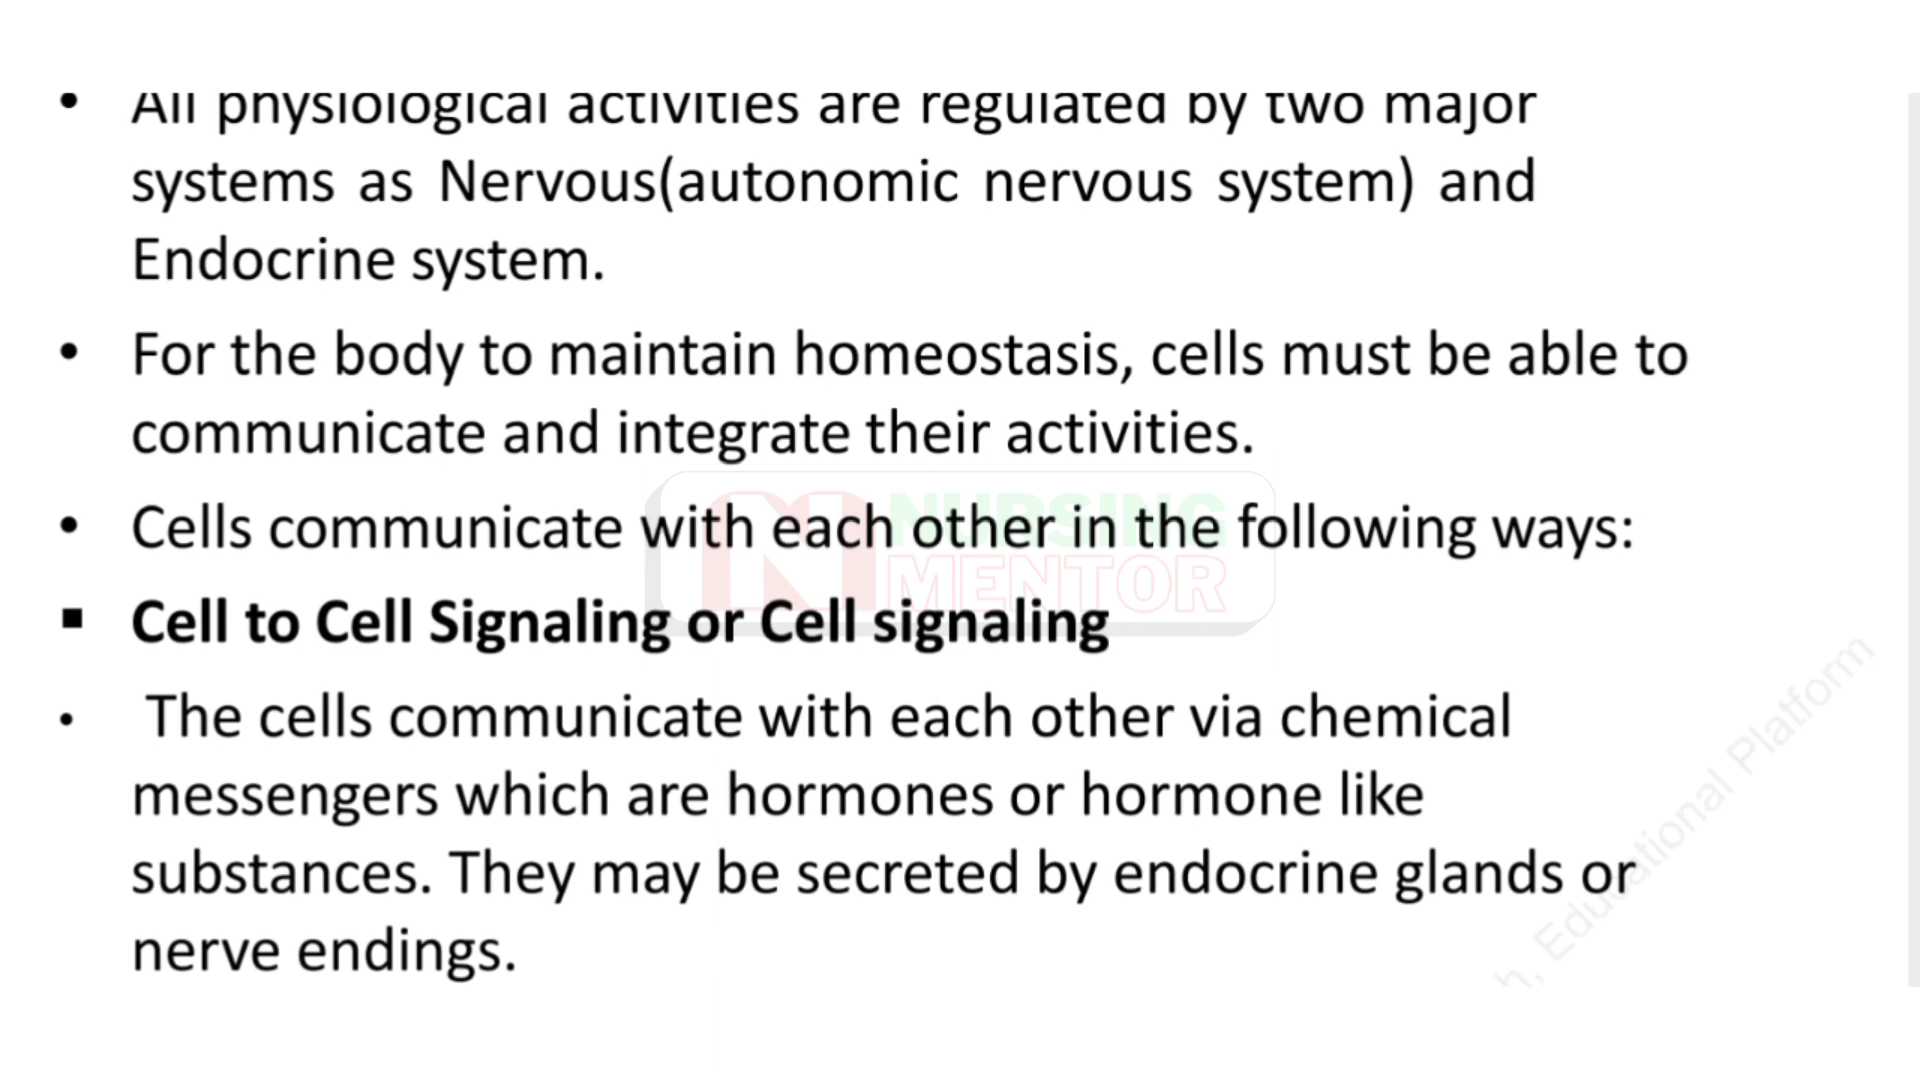 • All physiological activities are regulated by two major
systems as Nervous(autonomic nervous system) and
Endocrine system.
• For the body to maintain homeostasis, cells must be able to
communicate and integrate their activities.
• Cells communicate with each other in the following ways:
▪ Cell to Cell Signaling or Cell signaling
• The cells communicate with each other via chemical
messengers which are hormones or hormone like
substances. They may be secreted by endocrine glands or
nerve endings.
NURSING
MENTOR
h, Educational Platform